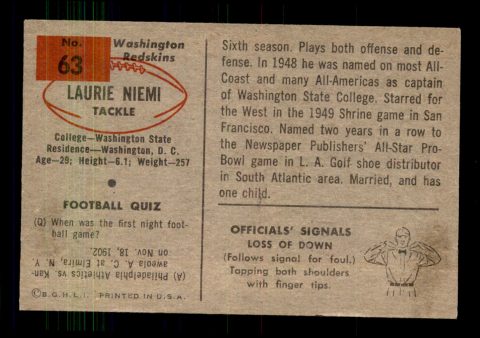 No.
63
Washington
Redskins
LAURIE NIEMI
TACKLE
College—Washington State
Residence—Washington, D. C.
Age—29; Height—6.1; Weight—257
FOOTBALL QUIZ
(Q) When was the first night foot-
ball game?
(A) Philadelphia Athletics vs. Kan
aweola A. C. at Elmira, N. Y.
on Nov. 18, 1902.
©B.G.H.L.I. PRINTED IN U.S.A.
Sixth season. Plays both offense and de-
fense. In 1948 he was named on most All-
Coast and many All-Americas as captain
of Washington State College. Starred for
the West in the 1949 Shrine game in San
Francisco. Named two years in a row to
the Newspaper Publishers' All-Star Pro-
Bowl game in L. A. Golf shoe distributor
in South Atlantic area. Married, and has
one child.
OFFICIALS' SIGNALS
LOSS OF DOWN
(Follows signal for foul.)
Tapping both shoulders
with finger tips.